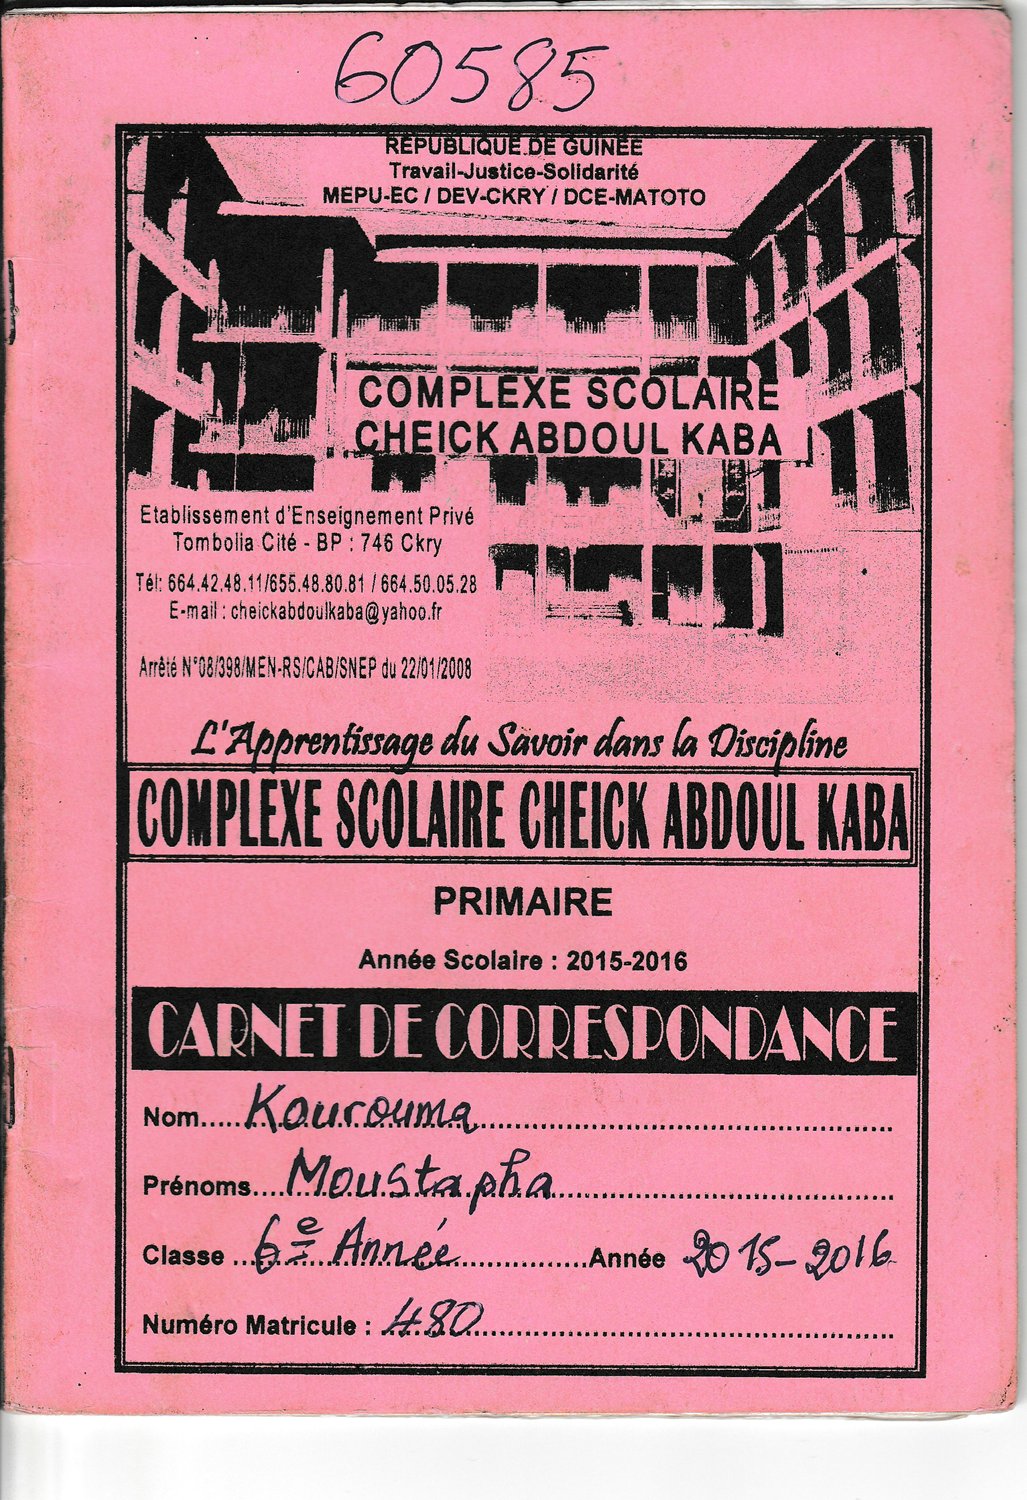 60585
REPUBLIQUE DE GUINEE
Travail-Justice-Solidarité
MEPU-EC / DEV-CKRY / DCE-MATOTO
COMPLEXE SCOLAIRE
CHEICK ABDOUL KABA
Etablissement d'Enseignement Privé
Tombolia Cité - BP : 746 Ckry
Tél: 664.42.48.11/655.48.80.81 / 664.50.05.28
E-mail : cheickabdoulkaba@yahoo.fr
Arrêté N°08/398/MEN-RS/CAB/SNEP du 22/01/2008
L'Apprentissage du Savoir dans la Discipline
COMPLEXE SCOLAIRE CHEICK ABDOUL KABA
PRIMAIRE
Année Scolaire : 2015-2016
CARNET DE CORRESPONDANCE
Nom..... Kourouma
Prénoms.... Moustapha
Classe ... 6e Année Année 2015-2016
Numéro Matricule : 480